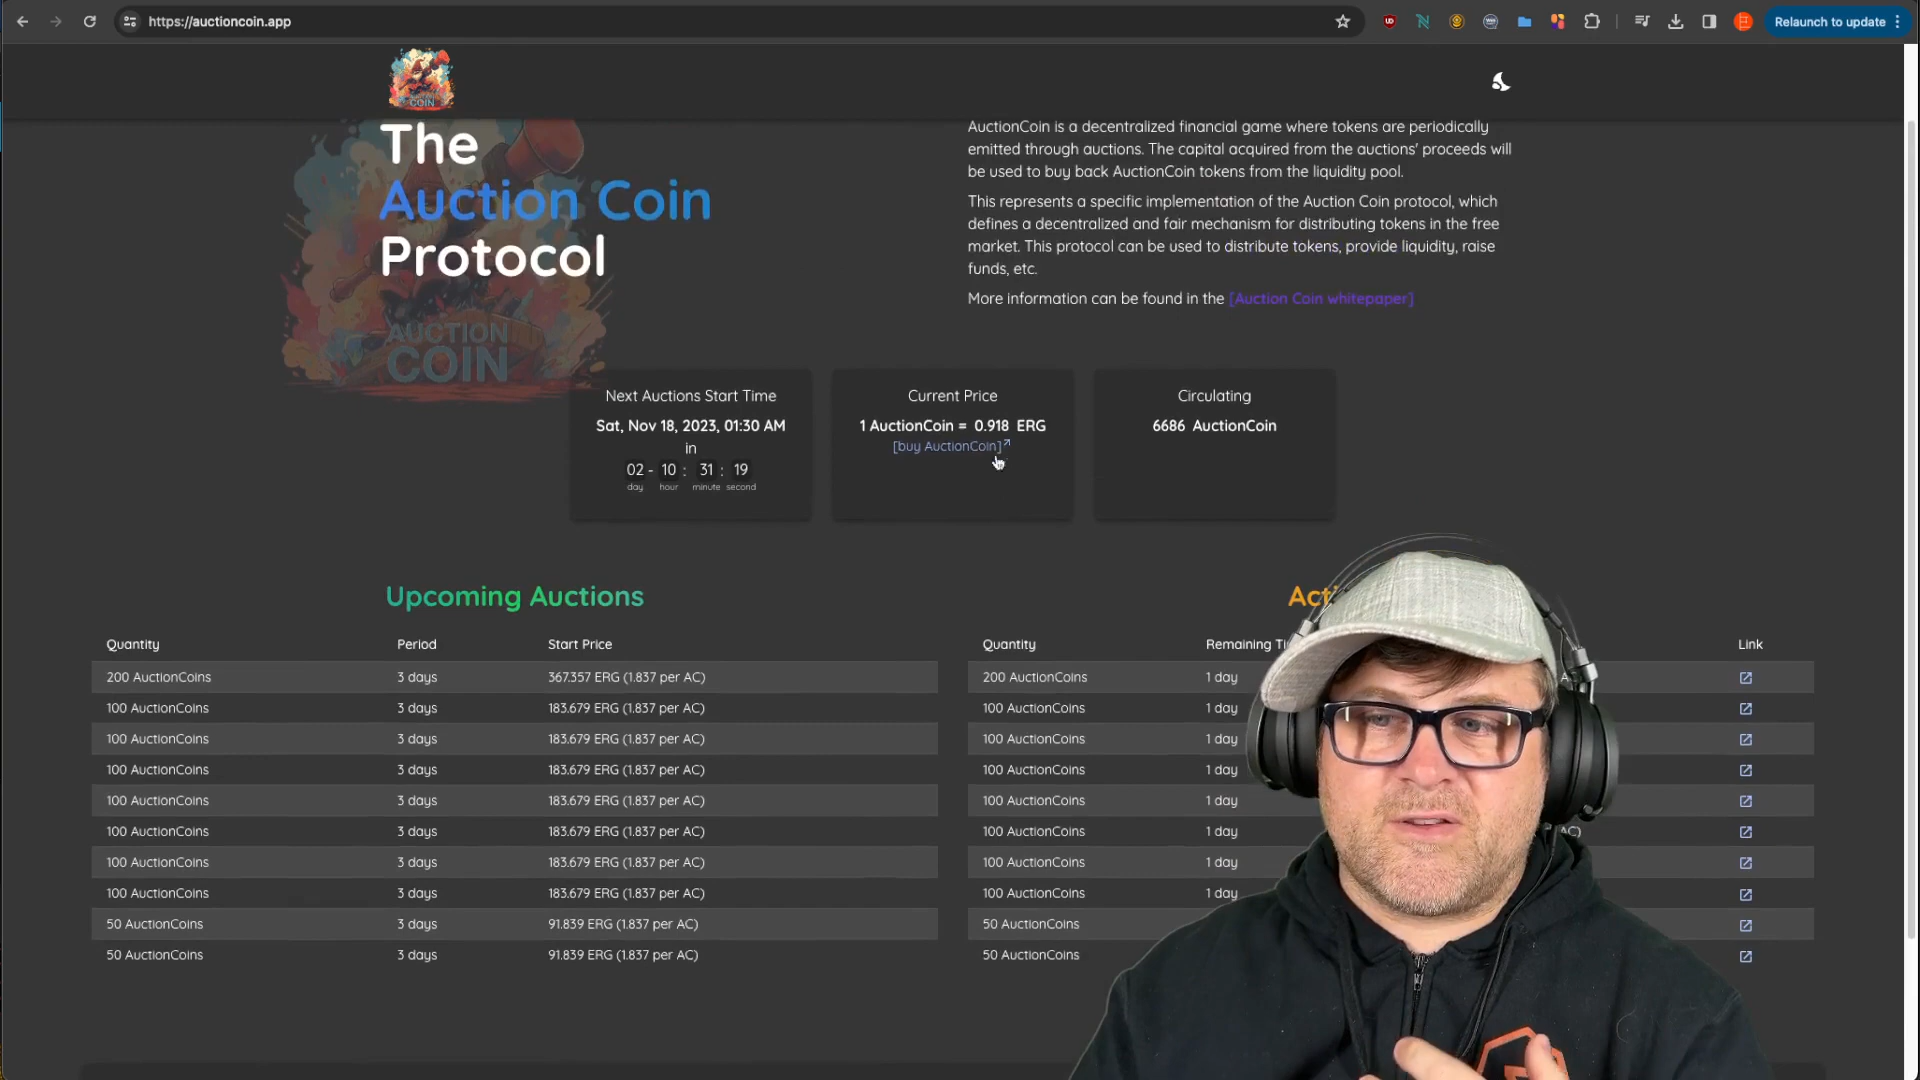 https://auctioncoin.app
Relaunch to update
COIN
The
Auction Coin
Protocol
AUCTION
COIN
AuctionCoin is a decentralized financial game where tokens are periodically
emitted through auctions. The capital acquired from the auctions' proceeds will
be used to buy back AuctionCoin tokens from the liquidity pool.
This represents a specific implementation of the Auction Coin protocol, which
defines a decentralized and fair mechanism for distributing tokens in the free
market. This protocol can be used to distribute tokens, provide liquidity, raise
funds, etc.
More information can be found in the [Auction Coin whitepaper]
Next Auctions Start Time
Sat, Nov 18, 2023, 01:30 AM
in
02 - 10 : 31 : 19
day hour minute second
Current Price
1 AuctionCoin = 0.918 ERG
[buy AuctionCoin]
Circulating
6686 AuctionCoin
Upcoming Auctions
Quantity Period Start Price
200 AuctionCoins 3 days 367.357 ERG (1.837 per AC)
100 AuctionCoins 3 days 183.679 ERG (1.837 per AC)
100 AuctionCoins 3 days 183.679 ERG (1.837 per AC)
100 AuctionCoins 3 days 183.679 ERG (1.837 per AC)
100 AuctionCoins 3 days 183.679 ERG (1.837 per AC)
100 AuctionCoins 3 days 183.679 ERG (1.837 per AC)
100 AuctionCoins 3 days 183.679 ERG (1.837 per AC)
100 AuctionCoins 3 days 183.679 ERG (1.837 per AC)
50 AuctionCoins 3 days 91.839 ERG (1.837 per AC)
50 AuctionCoins 3 days 91.839 ERG (1.837 per AC)
Quantity Remaining Link
200 AuctionCoins 1 day
100 AuctionCoins 1 day
100 AuctionCoins 1 day
100 AuctionCoins 1 day
100 AuctionCoins 1 day
100 AuctionCoins 1 day AC)
100 AuctionCoins 1 day
100 AuctionCoins 1 day
50 AuctionCoins
50 AuctionCoins